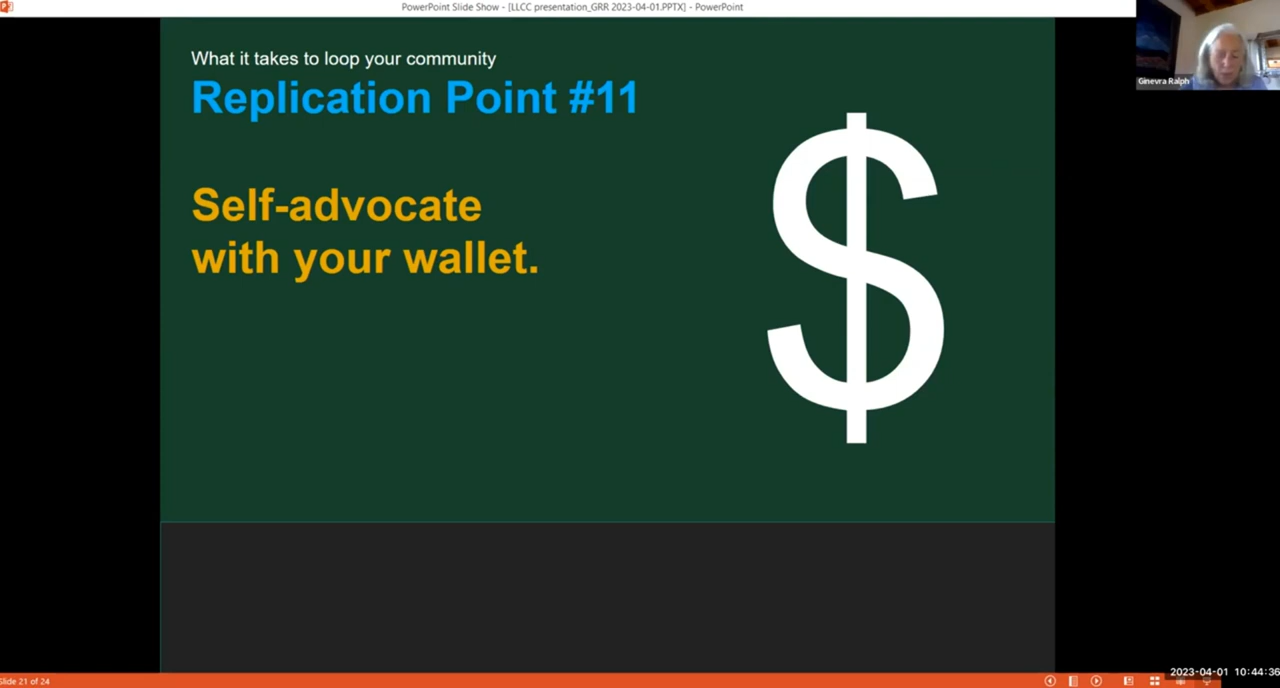 PowerPoint Slide Show - [LLCC presentation_GRR 2023-04-01.PPTX] - PowerPoint
What it takes to loop your community
Replication Point #11
Self-advocate
with your wallet.
$
Ginevra Ralph
2023-04-01 10:44:36
Slide 21 of 24